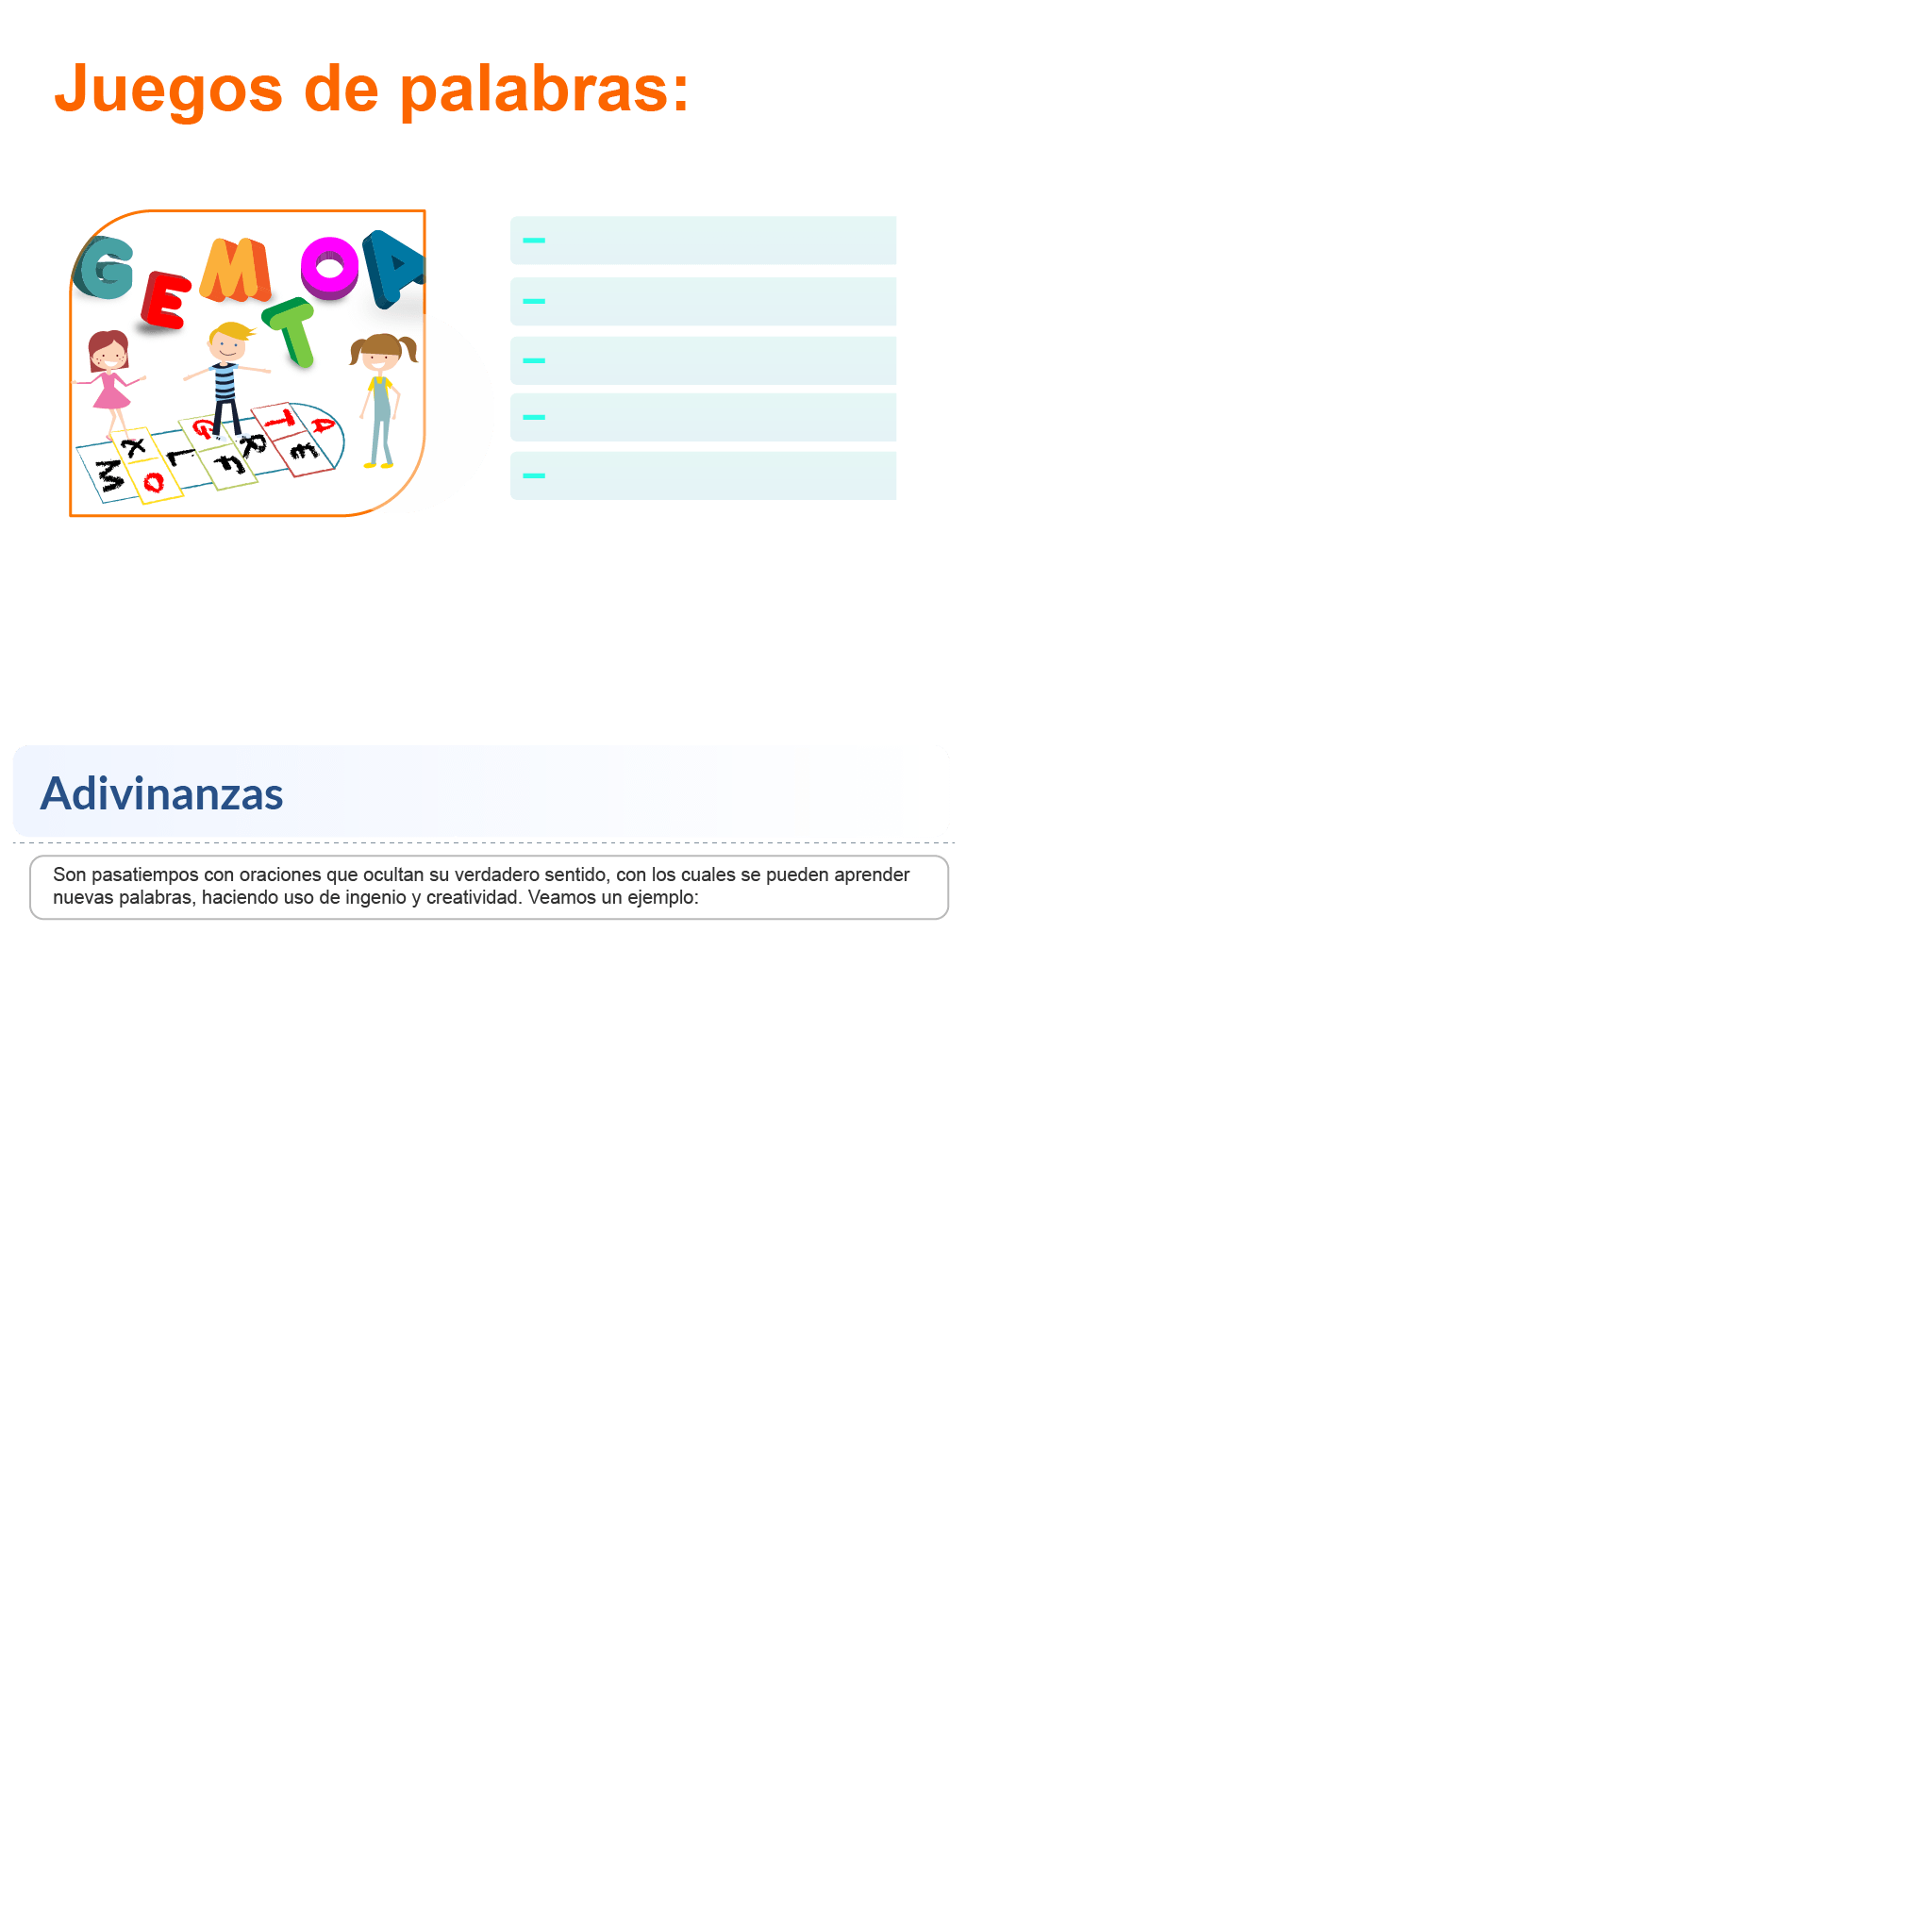 Juegos de palabras:
G E M T O A
M X O L G F R T E A
Adivinanzas
Son pasatiempos con oraciones que ocultan su verdadero sentido, con los cuales se pueden aprender
nuevas palabras, haciendo uso de ingenio y creatividad. Veamos un ejemplo: